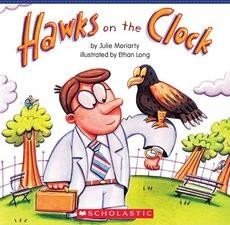 Hawks on the Clock
by Julie Moriarty
illustrated by Ethan Long
SCHOLASTIC